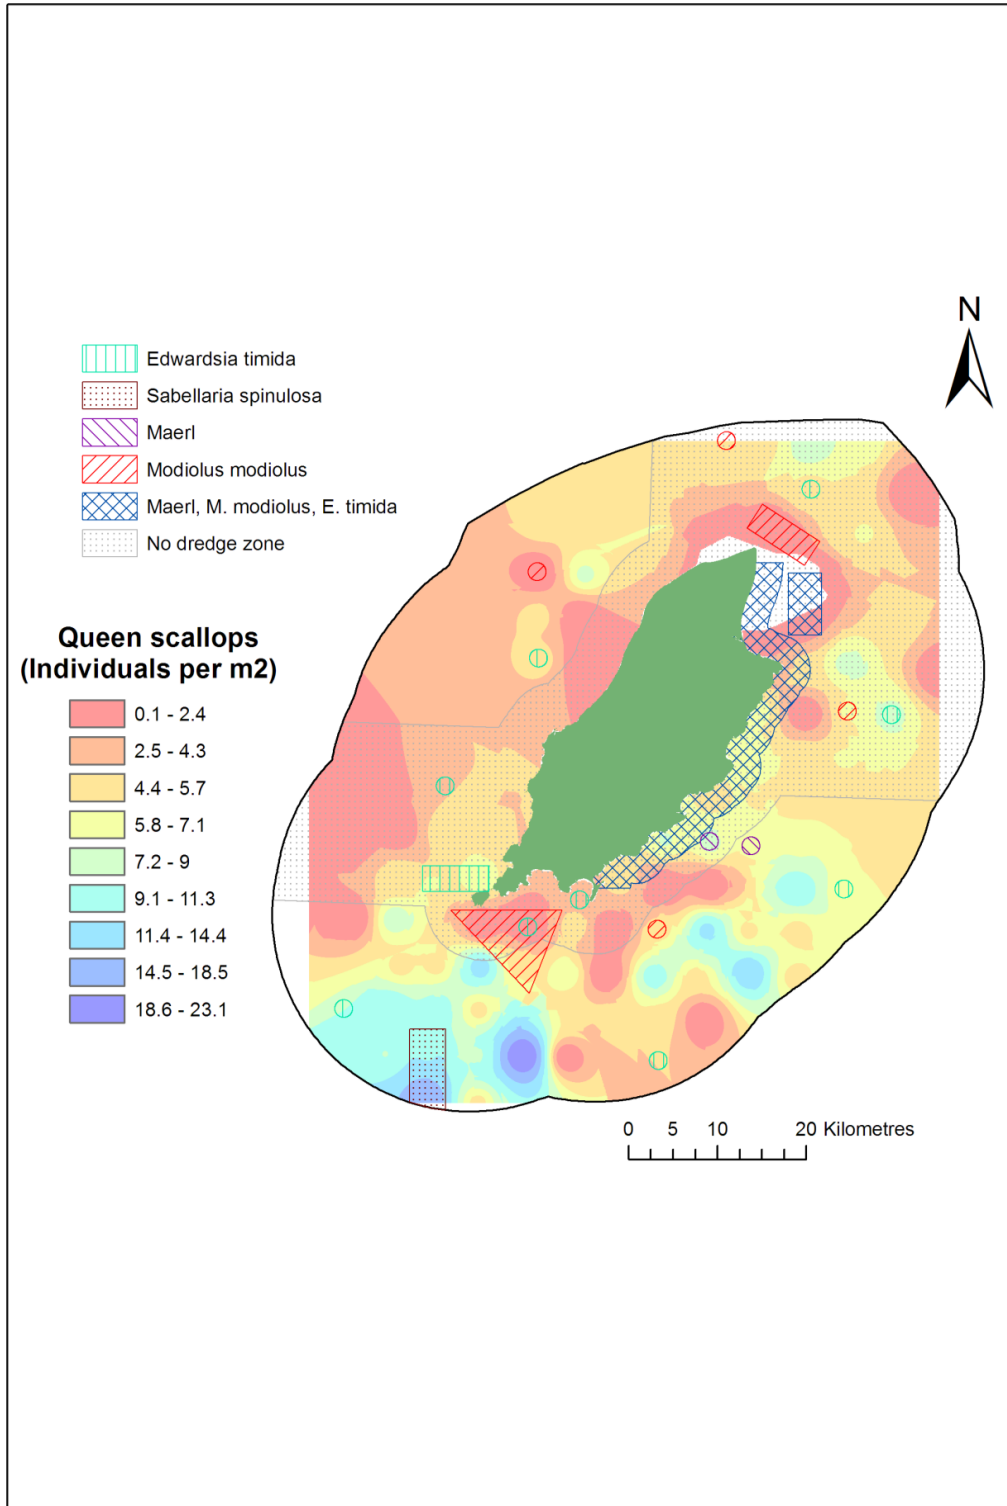 N
Edwardsia timida
Sabellaria spinulosa
Maerl
Modiolus modiolus
Maerl, M. modiolus, E. timida
No dredge zone
Queen scallops
(Individuals per m2)
0.1 - 2.4
2.5 - 4.3
4.4 - 5.7
5.8 - 7.1
7.2 - 9
9.1 - 11.3
11.4 - 14.4
14.5 - 18.5
18.6 - 23.1
0 5 10 20 Kilometres